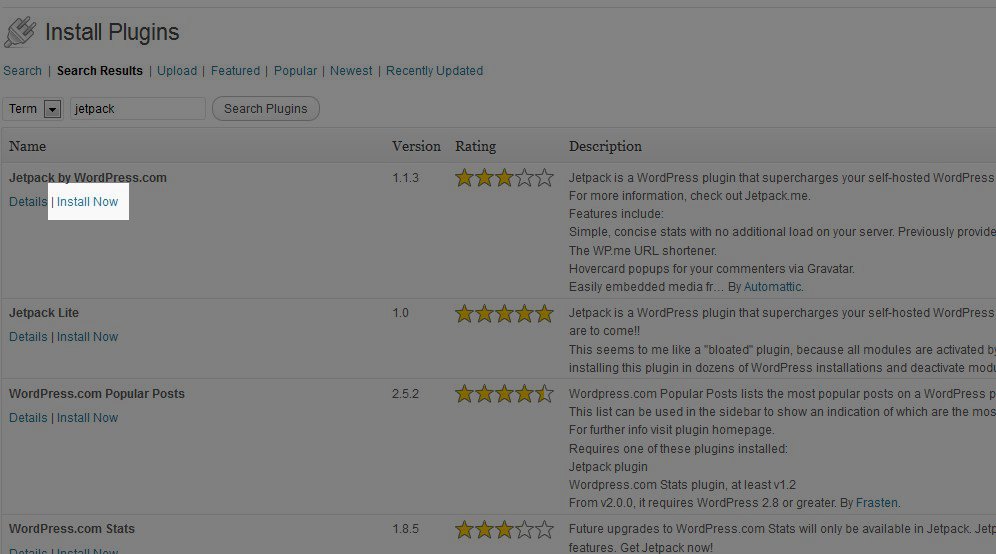 Install Plugins
Search | Search Results | Upload | Featured | Popular | Newest | Recently Updated
Term jetpack Search Plugins
Name Version Rating Description
Jetpack by WordPress.com 1.1.3 Jetpack is a WordPress plugin that supercharges your self-hosted WordPress
Details | Install Now For more information, check out Jetpack.me.
Features include:
Simple, concise stats with no additional load on your server. Previously provide
The WP.me URL shortener.
Hovercard popups for your commenters via Gravatar.
Easily embedded media fr... By Automattic.
Jetpack Lite 1.0 Jetpack is a WordPress plugin that supercharges your self-hosted WordPress
are to come!!
Details | Install Now This seems to me like a "bloated" plugin, because all modules are activated by
installing this plugin in dozens of WordPress installations and deactivate modu
WordPress.com Popular Posts 2.5.2 Wordpress.com Popular Posts lists the most popular posts on a WordPress p
Details | Install Now This list can be used in the sidebar to show an indication of which are the mos
For further info visit plugin homepage.
Requires one of these plugins installed:
Jetpack plugin
Wordpress.com Stats plugin, at least v1.2
From v2.0.0, it requires WordPress 2.8 or greater. By Frasten.
WordPress.com Stats 1.8.5 Future upgrades to WordPress.com Stats will only be available in Jetpack. Jetp
Details | Install Now features. Get Jetpack now!